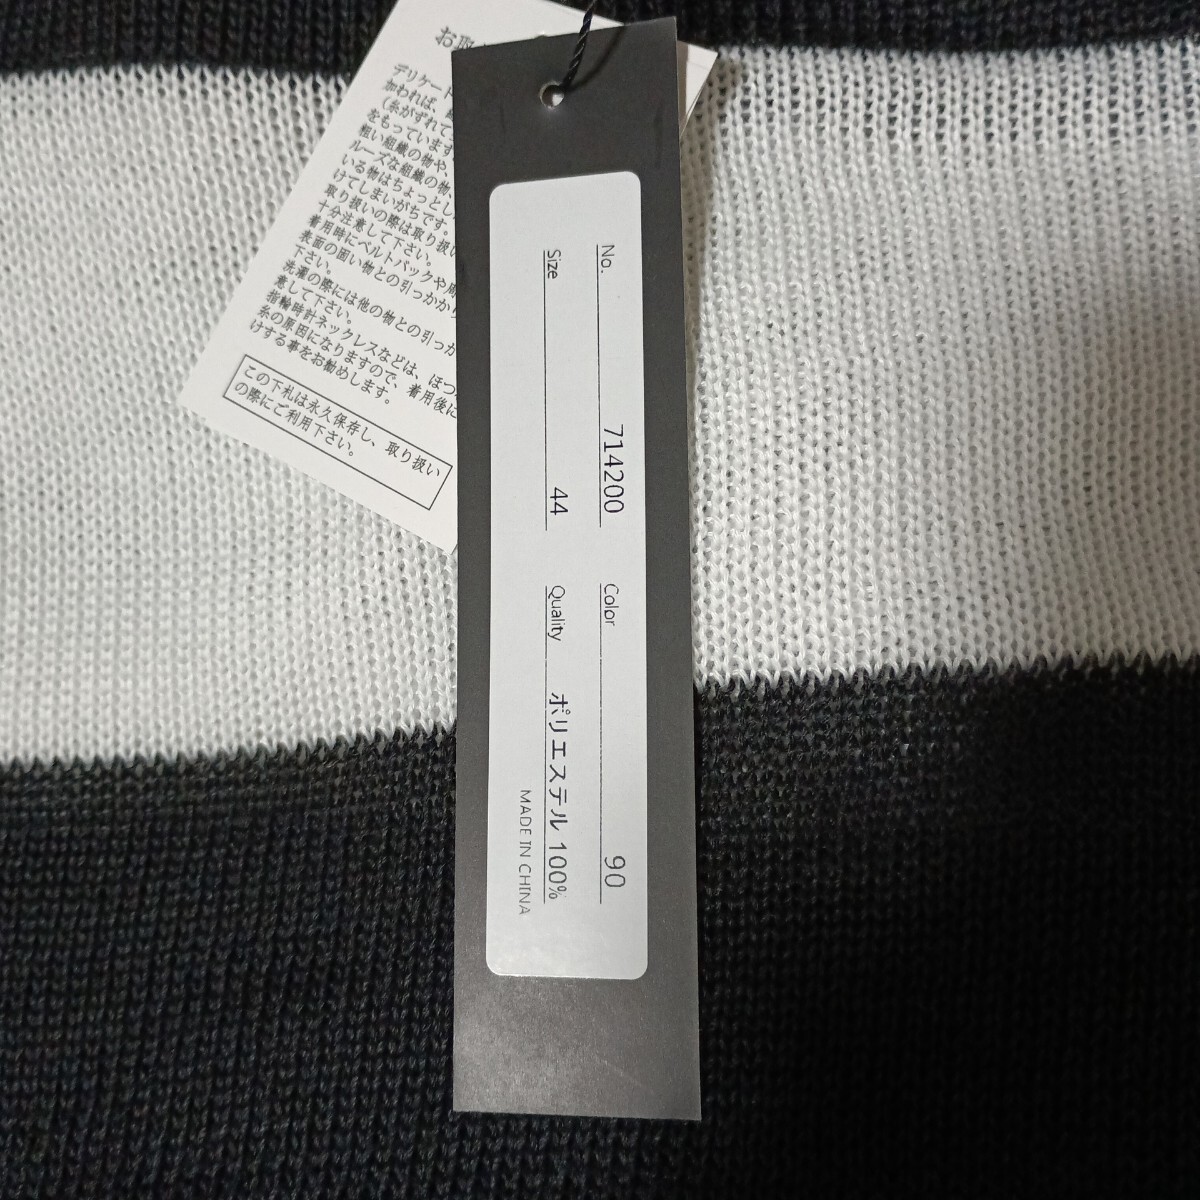 No. 714200
Size 44
Color 90
Quality ポリエステル 100%
MADE IN CHINA
お取
デリケート
加われば、
(糸がずれて
をもっています
粗い組織の物や、
ルーズな組織の物、
いる物はちょっとし
けてしまいがちです。
取り扱いの際は取り扱い
十分注意して下さい。
着用時にベルトバックや
表面の固い物との引っかかり
下さい。
洗濯の際には他の物との引っか
意して下さい。
指輪時計ネックレスなどは、ほつ
糸の原因になりますので、着用後に
けする事をお勧めします。
この下札は永久保存し、取り扱い
の際にご利用下さい。